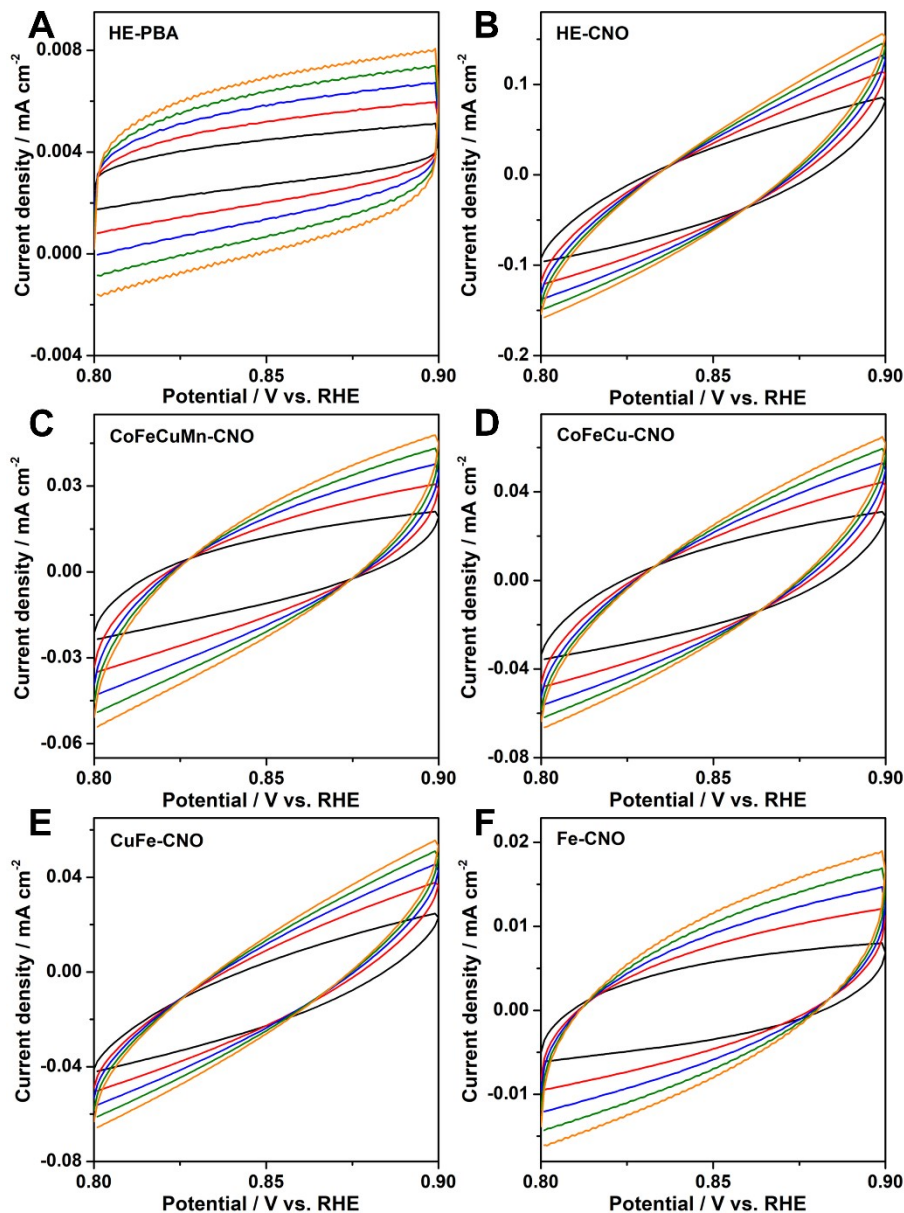 A
HE-PBA
0.008
0.004
0.000
-0.004
Current density / mA cm-2
0.80
0.85
0.90
Potential / V vs. RHE
B
HE-CNO
0.1
0.0
-0.1
-0.2
Current density / mA cm-2
0.80
0.85
0.90
Potential / V vs. RHE
C
CoFeCuMn-CNO
0.03
0.00
-0.03
-0.06
Current density / mA cm-2
0.80
0.85
0.90
Potential / V vs. RHE
D
CoFeCu-CNO
0.04
0.00
-0.04
-0.08
Current density / mA cm-2
0.80
0.85
0.90
Potential / V vs. RHE
E
CuFe-CNO
0.04
0.00
-0.04
-0.08
Current density / mA cm-2
0.80
0.85
0.90
Potential / V vs. RHE
F
Fe-CNO
0.02
0.01
0.00
-0.01
Current density / mA cm-2
0.80
0.85
0.90
Potential / V vs. RHE